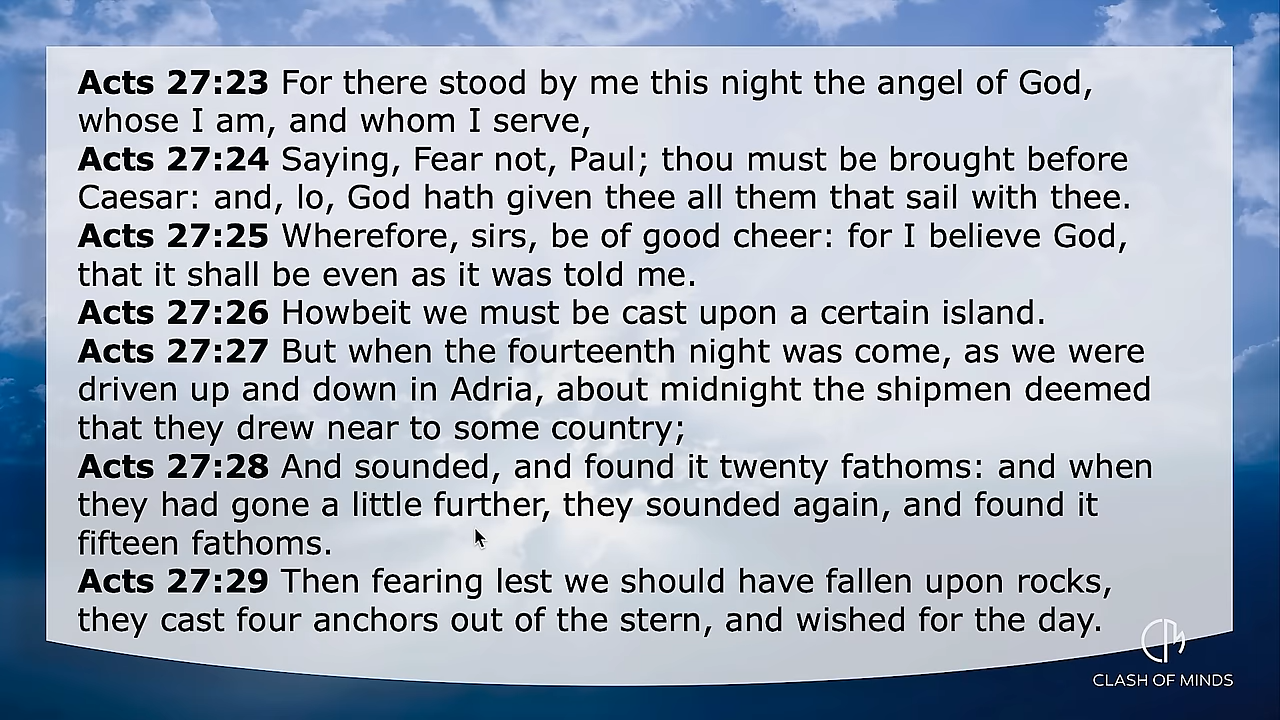 Acts 27:23 For there stood by me this night the angel of God,
whose I am, and whom I serve,
Acts 27:24 Saying, Fear not, Paul; thou must be brought before
Caesar: and, lo, God hath given thee all them that sail with thee.
Acts 27:25 Wherefore, sirs, be of good cheer: for I believe God,
that it shall be even as it was told me.
Acts 27:26 Howbeit we must be cast upon a certain island.
Acts 27:27 But when the fourteenth night was come, as we were
driven up and down in Adria, about midnight the shipmen deemed
that they drew near to some country;
Acts 27:28 And sounded, and found it twenty fathoms: and when
they had gone a little further, they sounded again, and found it
fifteen fathoms.
Acts 27:29 Then fearing lest we should have fallen upon rocks,
they cast four anchors out of the stern, and wished for the day.
CLASH OF MINDS